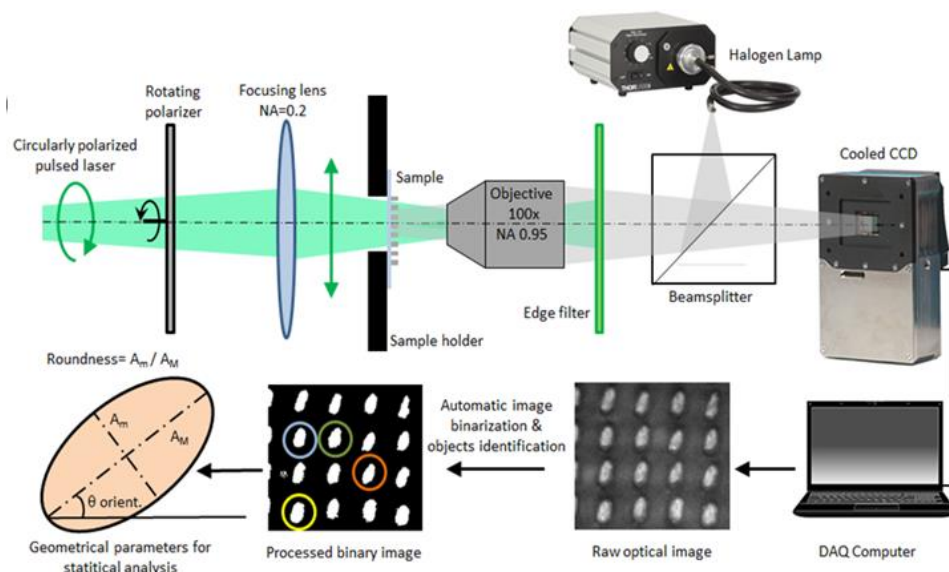 Halogen Lamp
THORLABS
Rotating
polarizer
Focusing lens
NA=0.2
Circularly polarized
pulsed laser
Sample
Cooled CCD
Objective
100x
NA 0.95
Beamsplitter
Edge filter
Sample holder
Roundness= Am / AM
Am
AM
θ orient.
Automatic image
binarization &
objects identification
Geometrical parameters for
statitical analysis
Processed binary image
Raw optical image
DAQ Computer